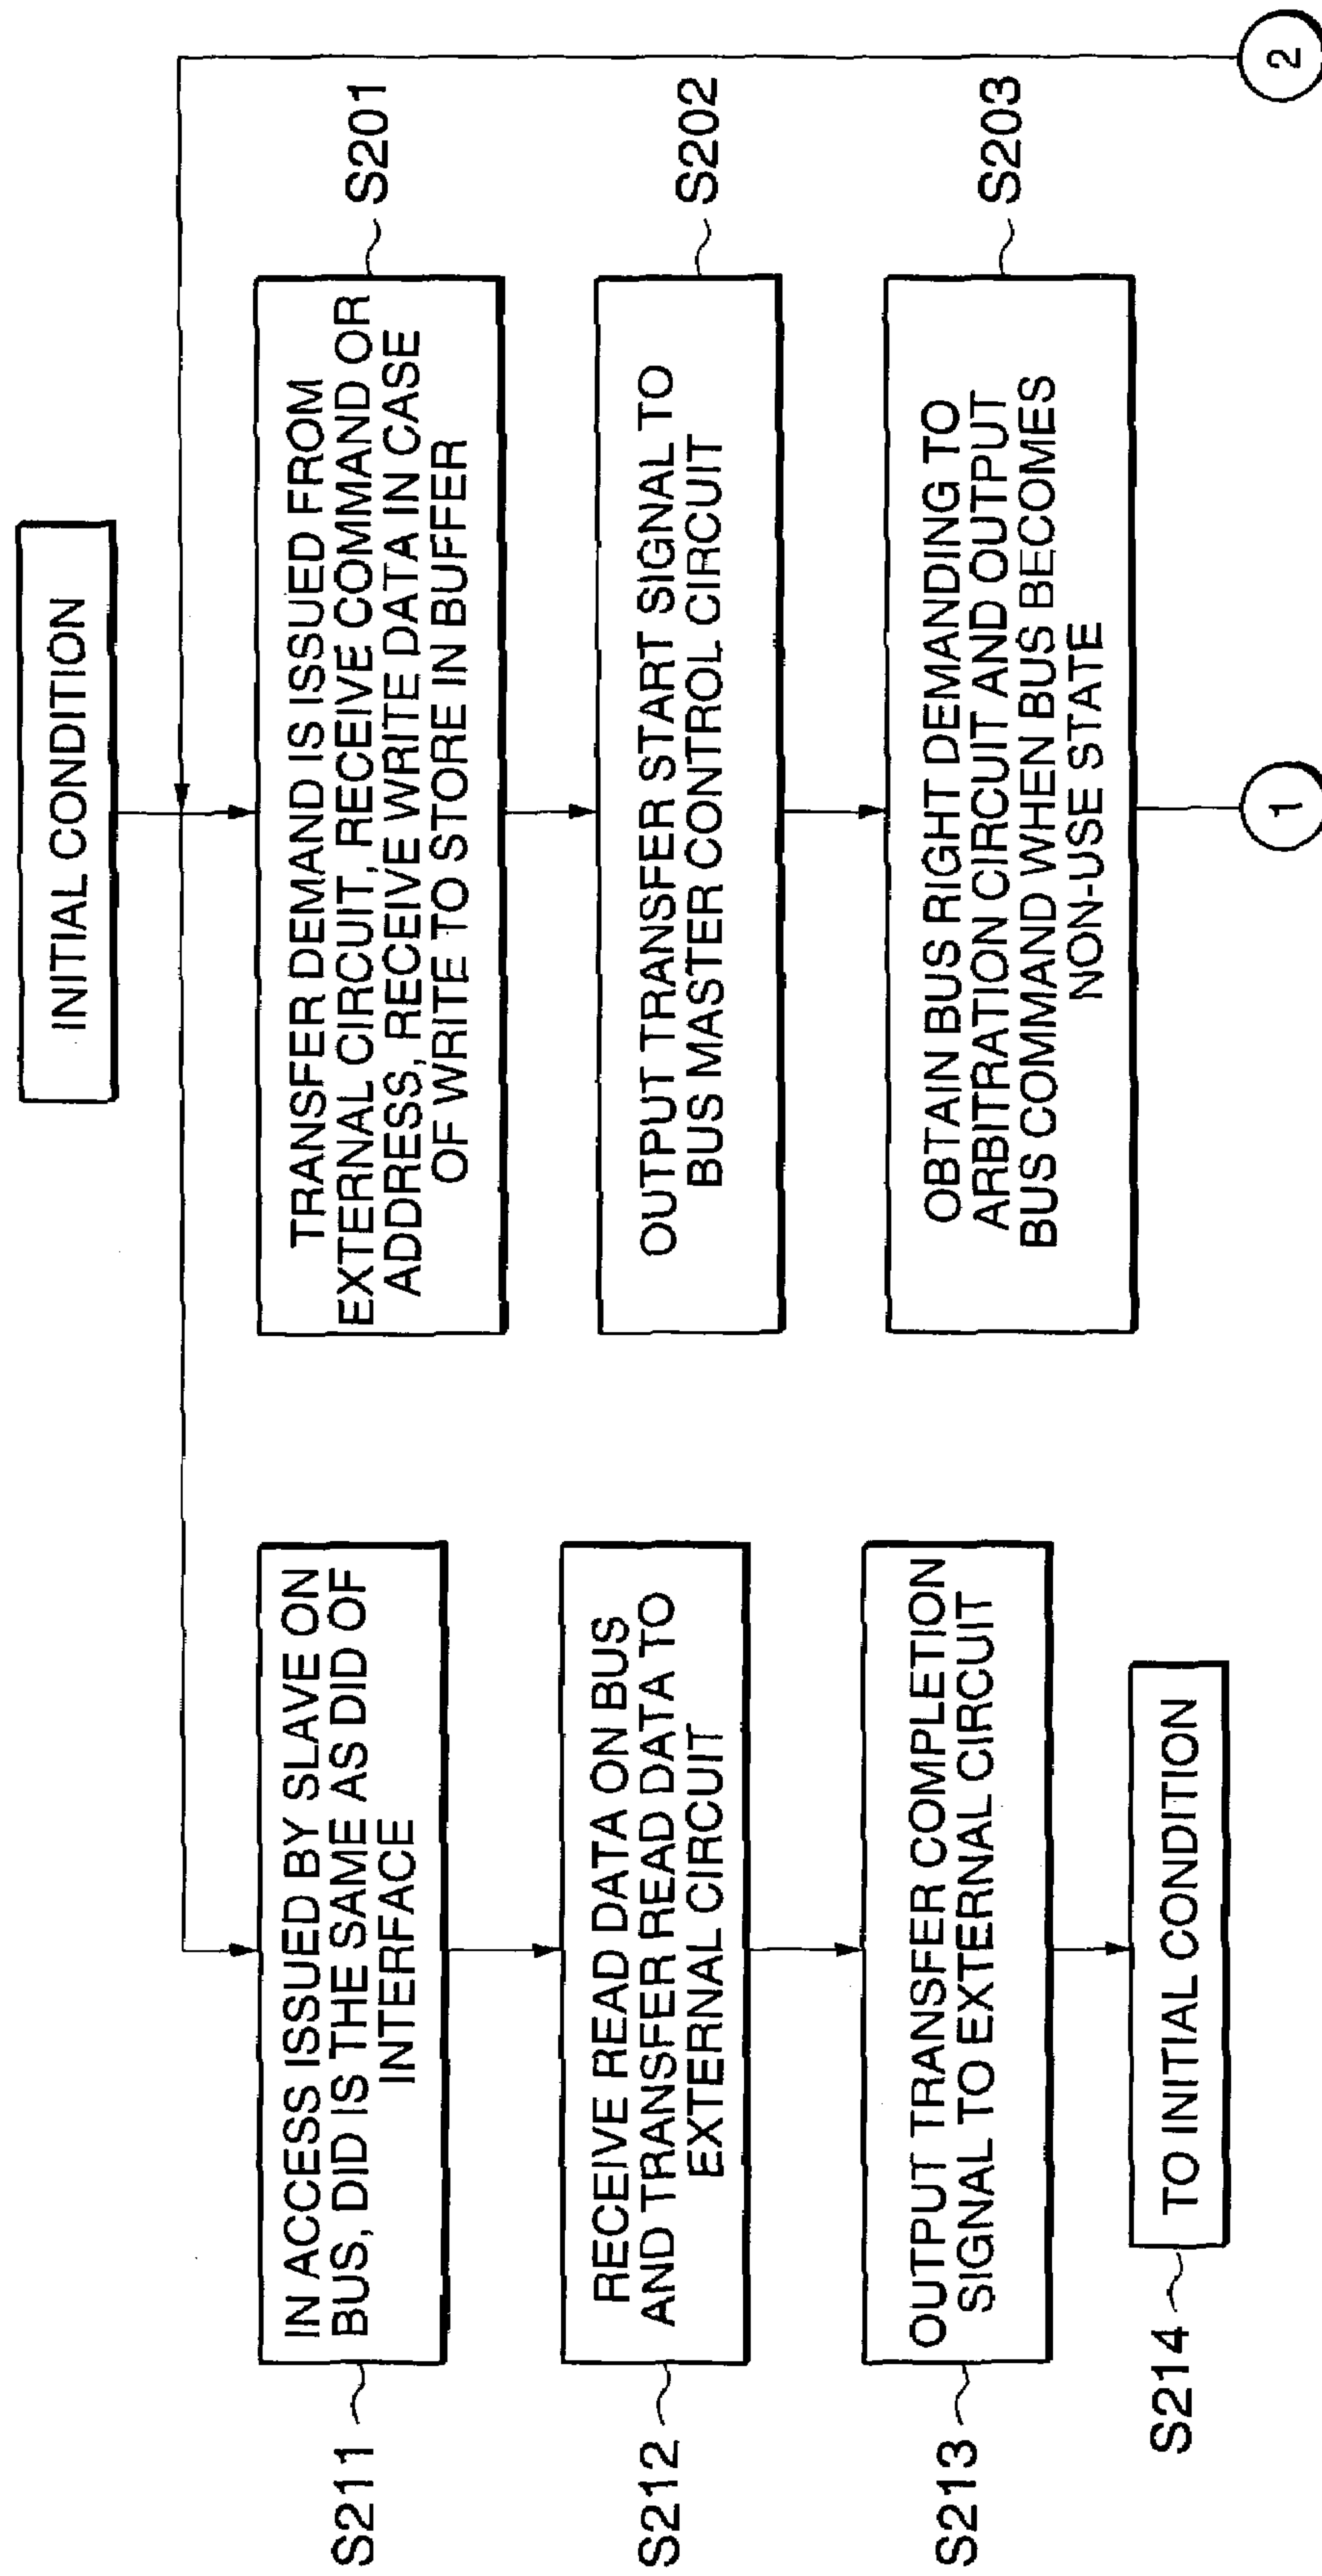 INITIAL CONDITION
IN ACCESS ISSUED BY SLAVE ON
BUS, DID IS THE SAME AS DID OF
INTERFACE
S211
RECEIVE READ DATA ON BUS
AND TRANSFER READ DATA TO
EXTERNAL CIRCUIT
S212
OUTPUT TRANSFER COMPLETION
SIGNAL TO EXTERNAL CIRCUIT
S213
TO INITIAL CONDITION
S214
TRANSFER DEMAND IS ISSUED FROM
EXTERNAL CIRCUIT, RECEIVE COMMAND OR
ADDRESS, RECEIVE WRITE DATA IN CASE
OF WRITE TO STORE IN BUFFER
S201
OUTPUT TRANSFER START SIGNAL TO
BUS MASTER CONTROL CIRCUIT
S202
OBTAIN BUS RIGHT DEMANDING TO
ARBITRATION CIRCUIT AND OUTPUT
BUS COMMAND WHEN BUS BECOMES
NON-USE STATE
S203
1
2